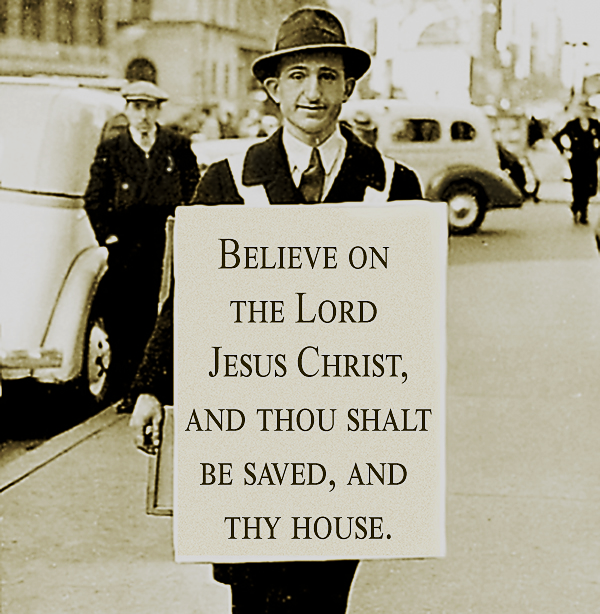 Believe on
the Lord
Jesus Christ,
and thou shalt
be saved, and
thy house.